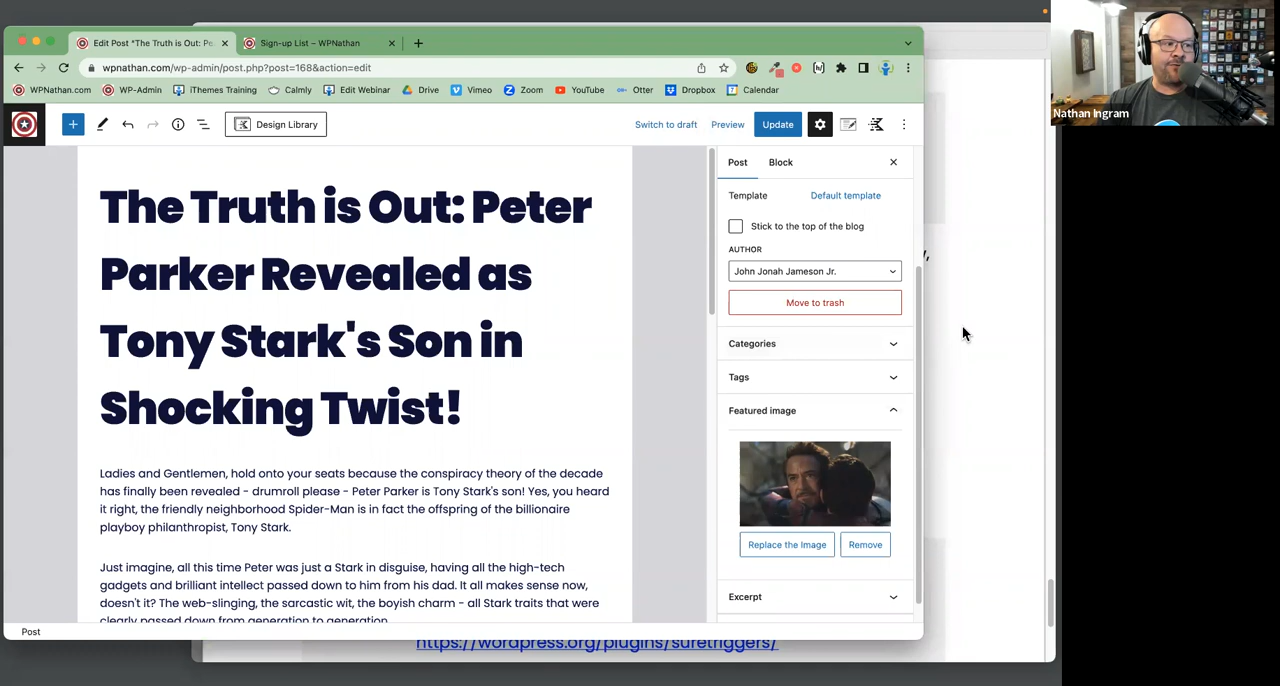 Edit Post "The Truth is Out: Pe
Sign-up List – WPNathan
wpnathan.com/wp-admin/post.php?post=168&action=edit
WPNathan.com
WP-Admin
iThemes Training
Calmly
Edit Webinar
Drive
Vimeo
Zoom
YouTube
Otter
Dropbox
Calendar
Nathan Ingram
Design Library
Switch to draft
Preview
Update
The Truth is Out: Peter
Parker Revealed as
Tony Stark's Son in
Shocking Twist!
Ladies and Gentlemen, hold onto your seats because the conspiracy theory of the decade
has finally been revealed - drumroll please - Peter Parker is Tony Stark's son! Yes, you heard
it right, the friendly neighborhood Spider-Man is in fact the offspring of the billionaire
playboy philanthropist, Tony Stark.
Just imagine, all this time Peter was just a Stark in disguise, having all the high-tech
gadgets and brilliant intellect passed down to him from his dad. It all makes sense now,
doesn't it? The web-slinging, the sarcastic wit, the boyish charm - all Stark traits that were
clearly passed down from generation to generation.
Post
Block
Template
Default template
Stick to the top of the blog
AUTHOR
John Jonah Jameson Jr.
Move to trash
Categories
Tags
Featured image
Replace the Image
Remove
Excerpt
Post
https://wordpress.org/plugins/suretriggers/